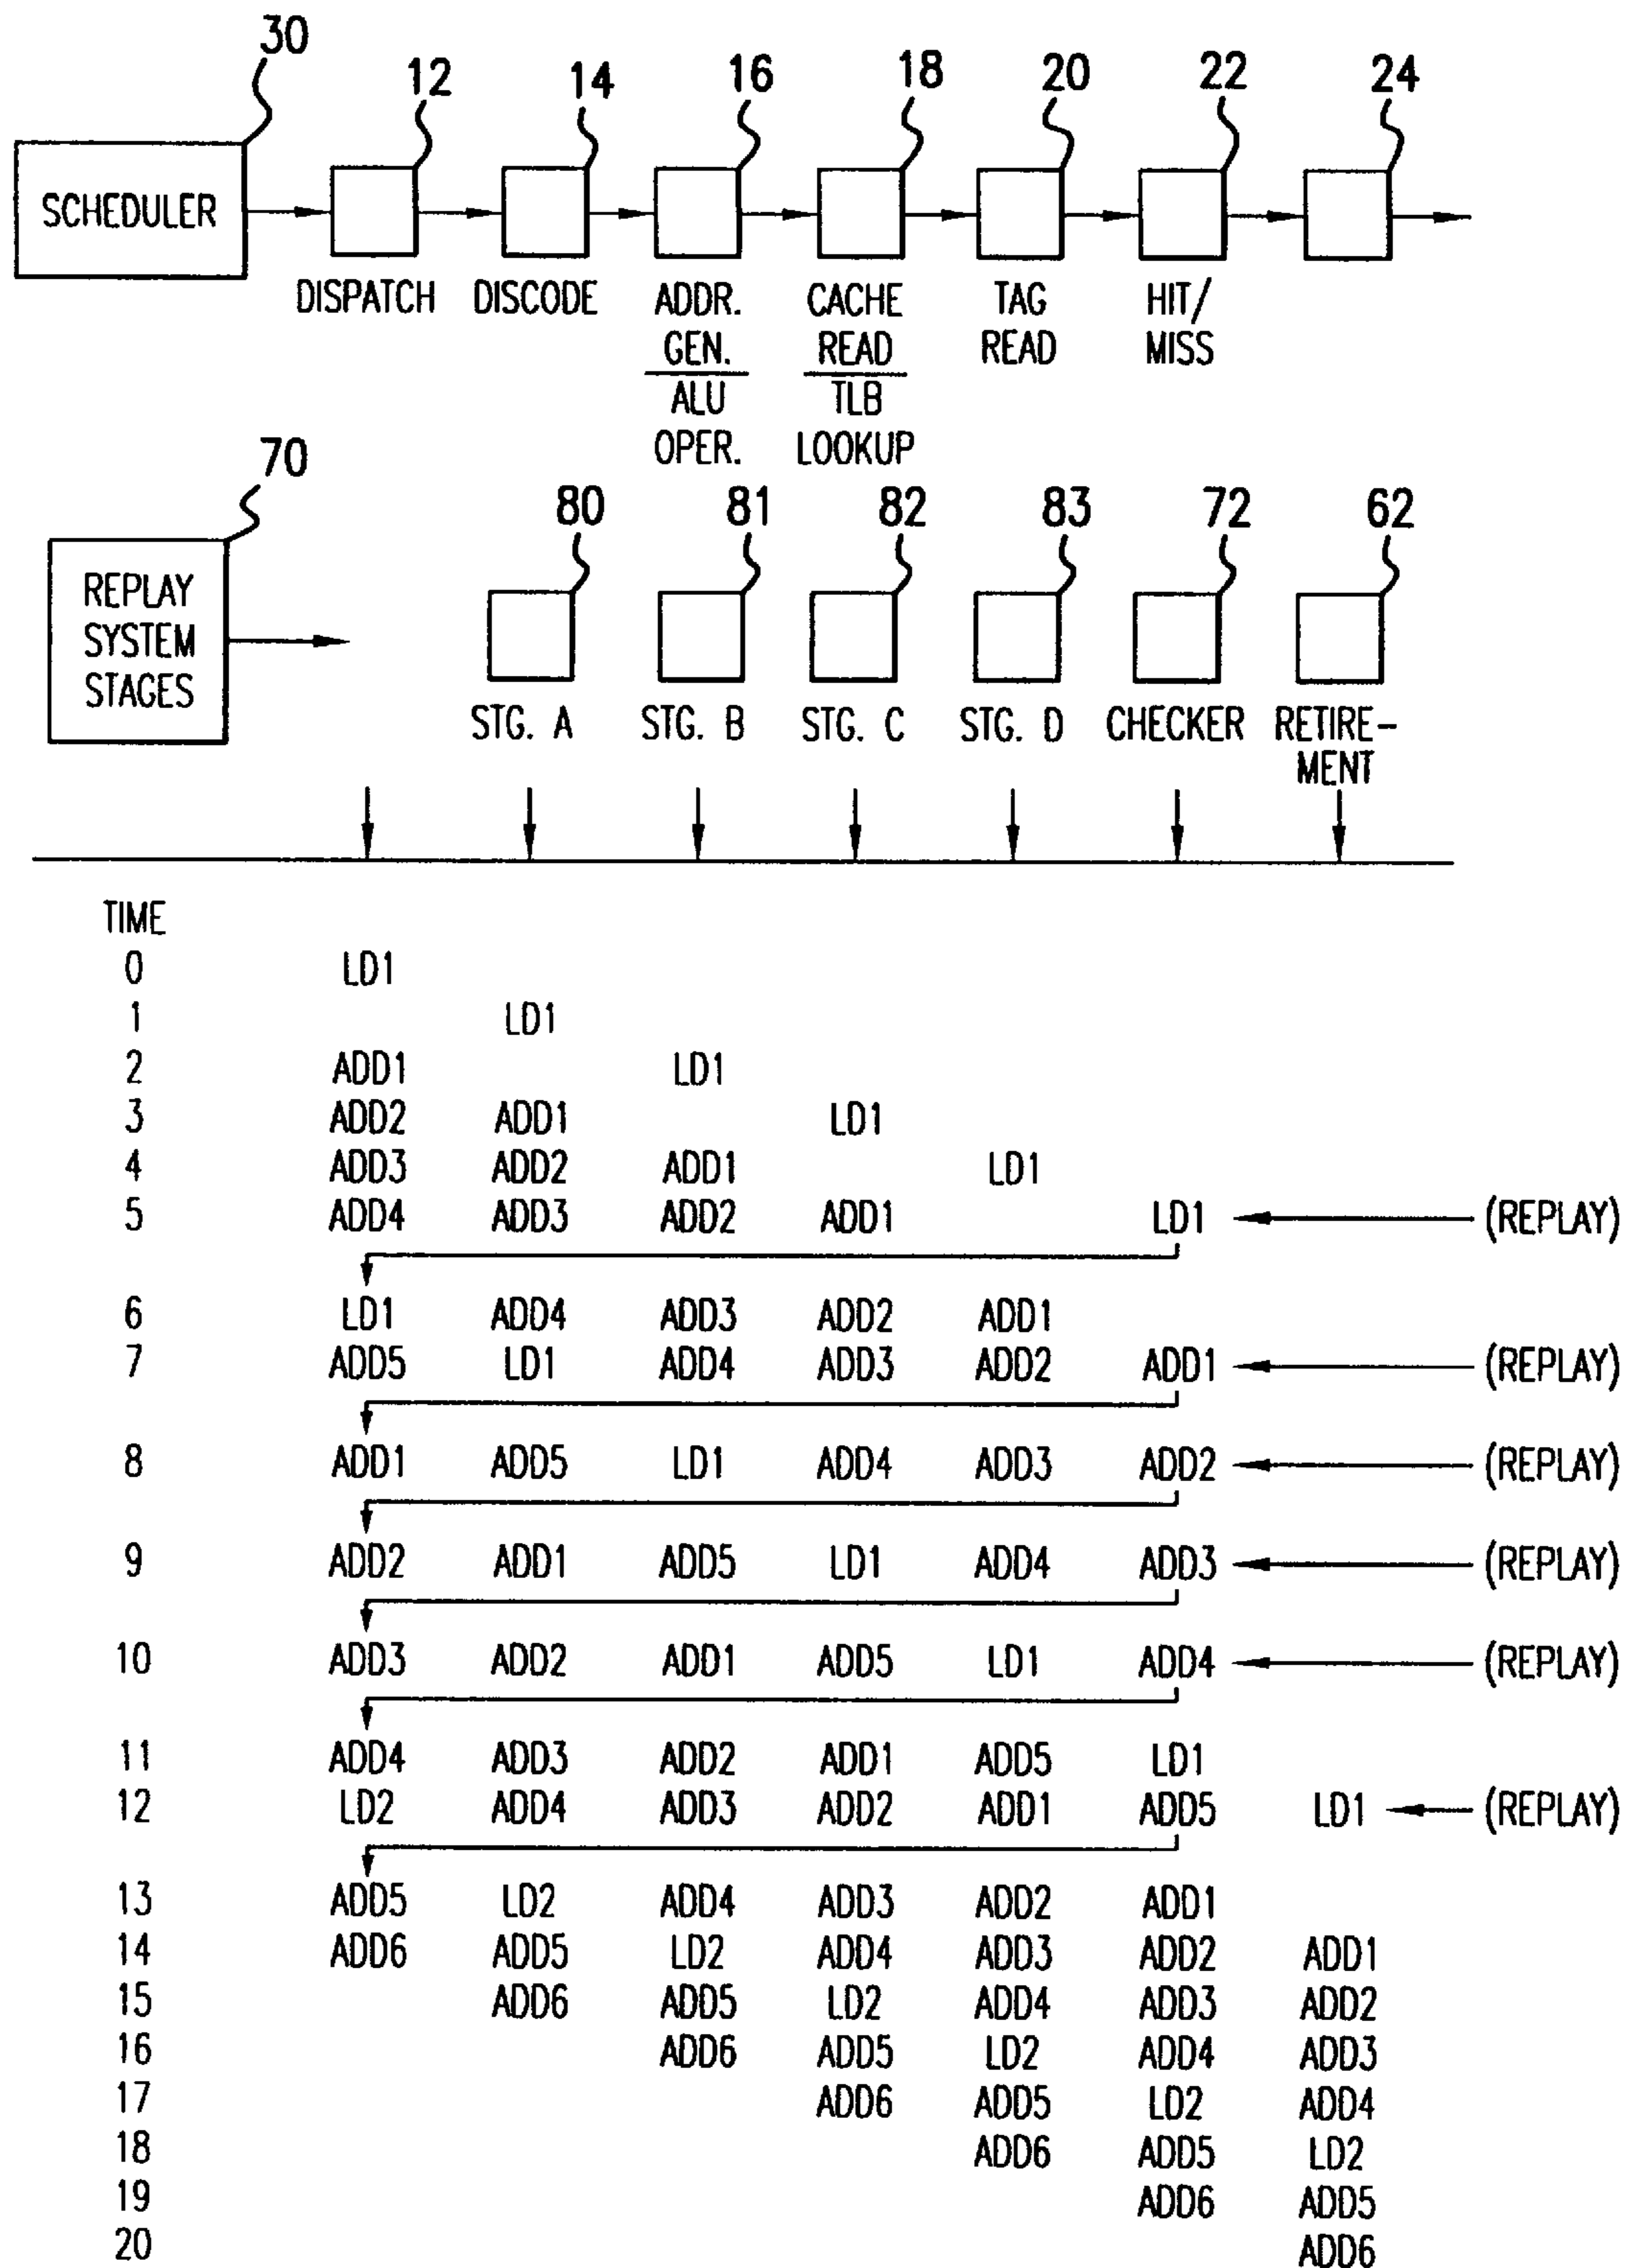 30
12 14 16 18 20 22 24
SCHEDULER
DISPATCH DISCODE ADDR. CACHE TAG HIT/
GEN. READ READ MISS
ALU TLB
OPER. LOOKUP
70
80 81 82 83 72 62
REPLAY
SYSTEM
STAGES
STG. A STG. B STG. C STG. D CHECKER RETIRE-
MENT
TIME
0 LD1
1 LD1
2 ADD1 LD1
3 ADD2 ADD1 LD1
4 ADD3 ADD2 ADD1 LD1
5 ADD4 ADD3 ADD2 ADD1 LD1 (REPLAY)
6 LD1 ADD4 ADD3 ADD2 ADD1
7 ADD5 LD1 ADD4 ADD3 ADD2 ADD1 (REPLAY)
8 ADD1 ADD5 LD1 ADD4 ADD3 ADD2 (REPLAY)
9 ADD2 ADD1 ADD5 LD1 ADD4 ADD3 (REPLAY)
10 ADD3 ADD2 ADD1 ADD5 LD1 ADD4 (REPLAY)
11 ADD4 ADD3 ADD2 ADD1 ADD5 LD1
12 LD2 ADD4 ADD3 ADD2 ADD1 ADD5 LD1 (REPLAY)
13 ADD5 LD2 ADD4 ADD3 ADD2 ADD1
14 ADD6 ADD5 LD2 ADD4 ADD3 ADD2 ADD1
15 ADD6 ADD5 LD2 ADD4 ADD3 ADD2
16 ADD6 ADD5 LD2 ADD4 ADD3
17 ADD6 ADD5 LD2 ADD4
18 ADD6 ADD5 LD2
19 ADD6 ADD5
20 ADD6